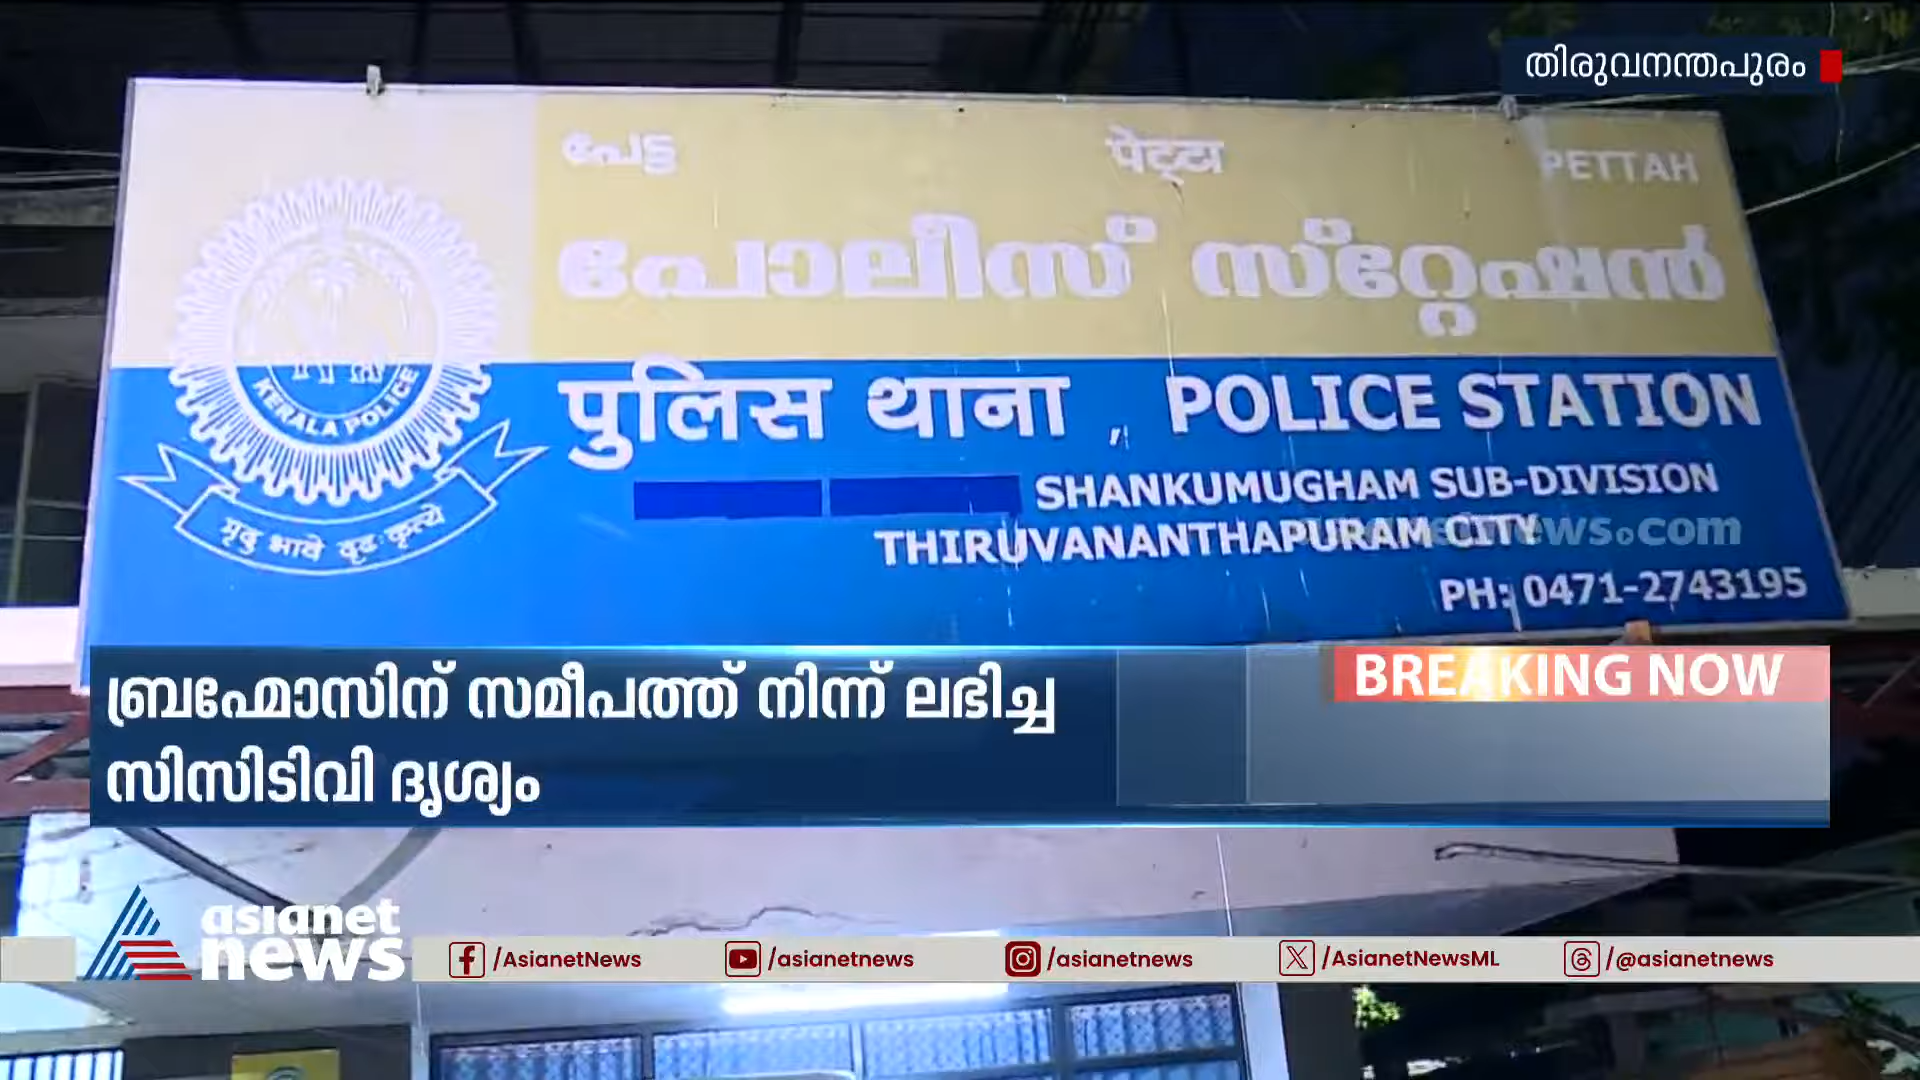 തിരുവനന്തപുരം
പേട്ട पेट्टा PETTAH
പോലീസ് സ്റ്റേഷൻ
पुलिस थाना , POLICE STATION
SHANKUMUGHAM SUB-DIVISION
THIRUVANANTHAPURAM CITY
PH: 0471-2743195
KERALA POLICE
मृदु भावे दृढ कृत्ये
BREAKING NOW
ബ്രഹ്മോസിന് സമീപത്ത് നിന്ന് ലഭിച്ച
സിസിടിവി ദൃശ്യം
asianet
news
/AsianetNews /asianetnews /asianetnews /AsianetNewsML /@asianetnews